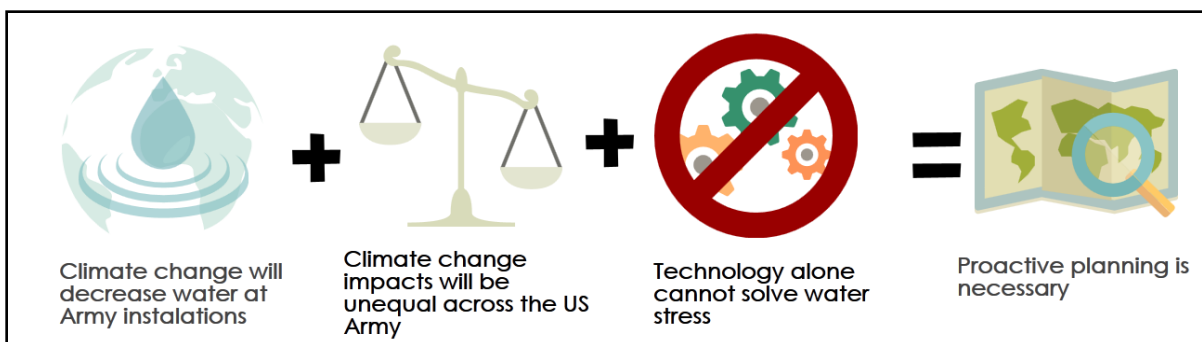 Climate change will
decrease water at
Army instalations
+
Climate change
impacts will be
unequal across the US
Army
+
Technology alone
cannot solve water
stress
=
Proactive planning is
necessary